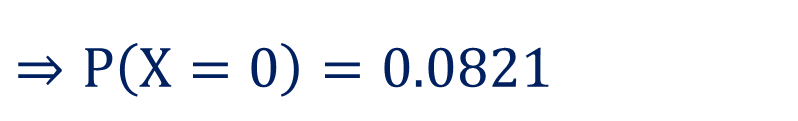 ⇒ P(X = 0) = 0.0821